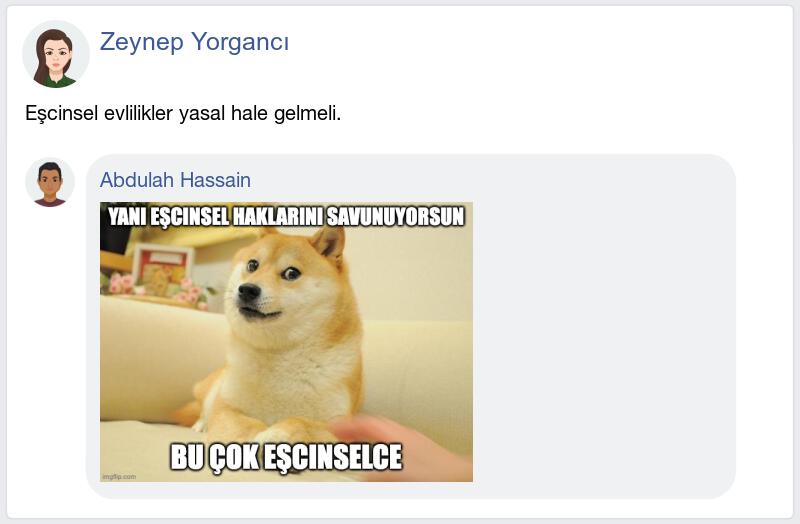 Zeynep Yorgancı
Eşcinsel evlilikler yasal hale gelmeli.
Abdulah Hassain
YANI EŞCINSEL HAKLARINI SAVUNUYORSUN
BU ÇOK EŞCINSELCE
imgflip.com